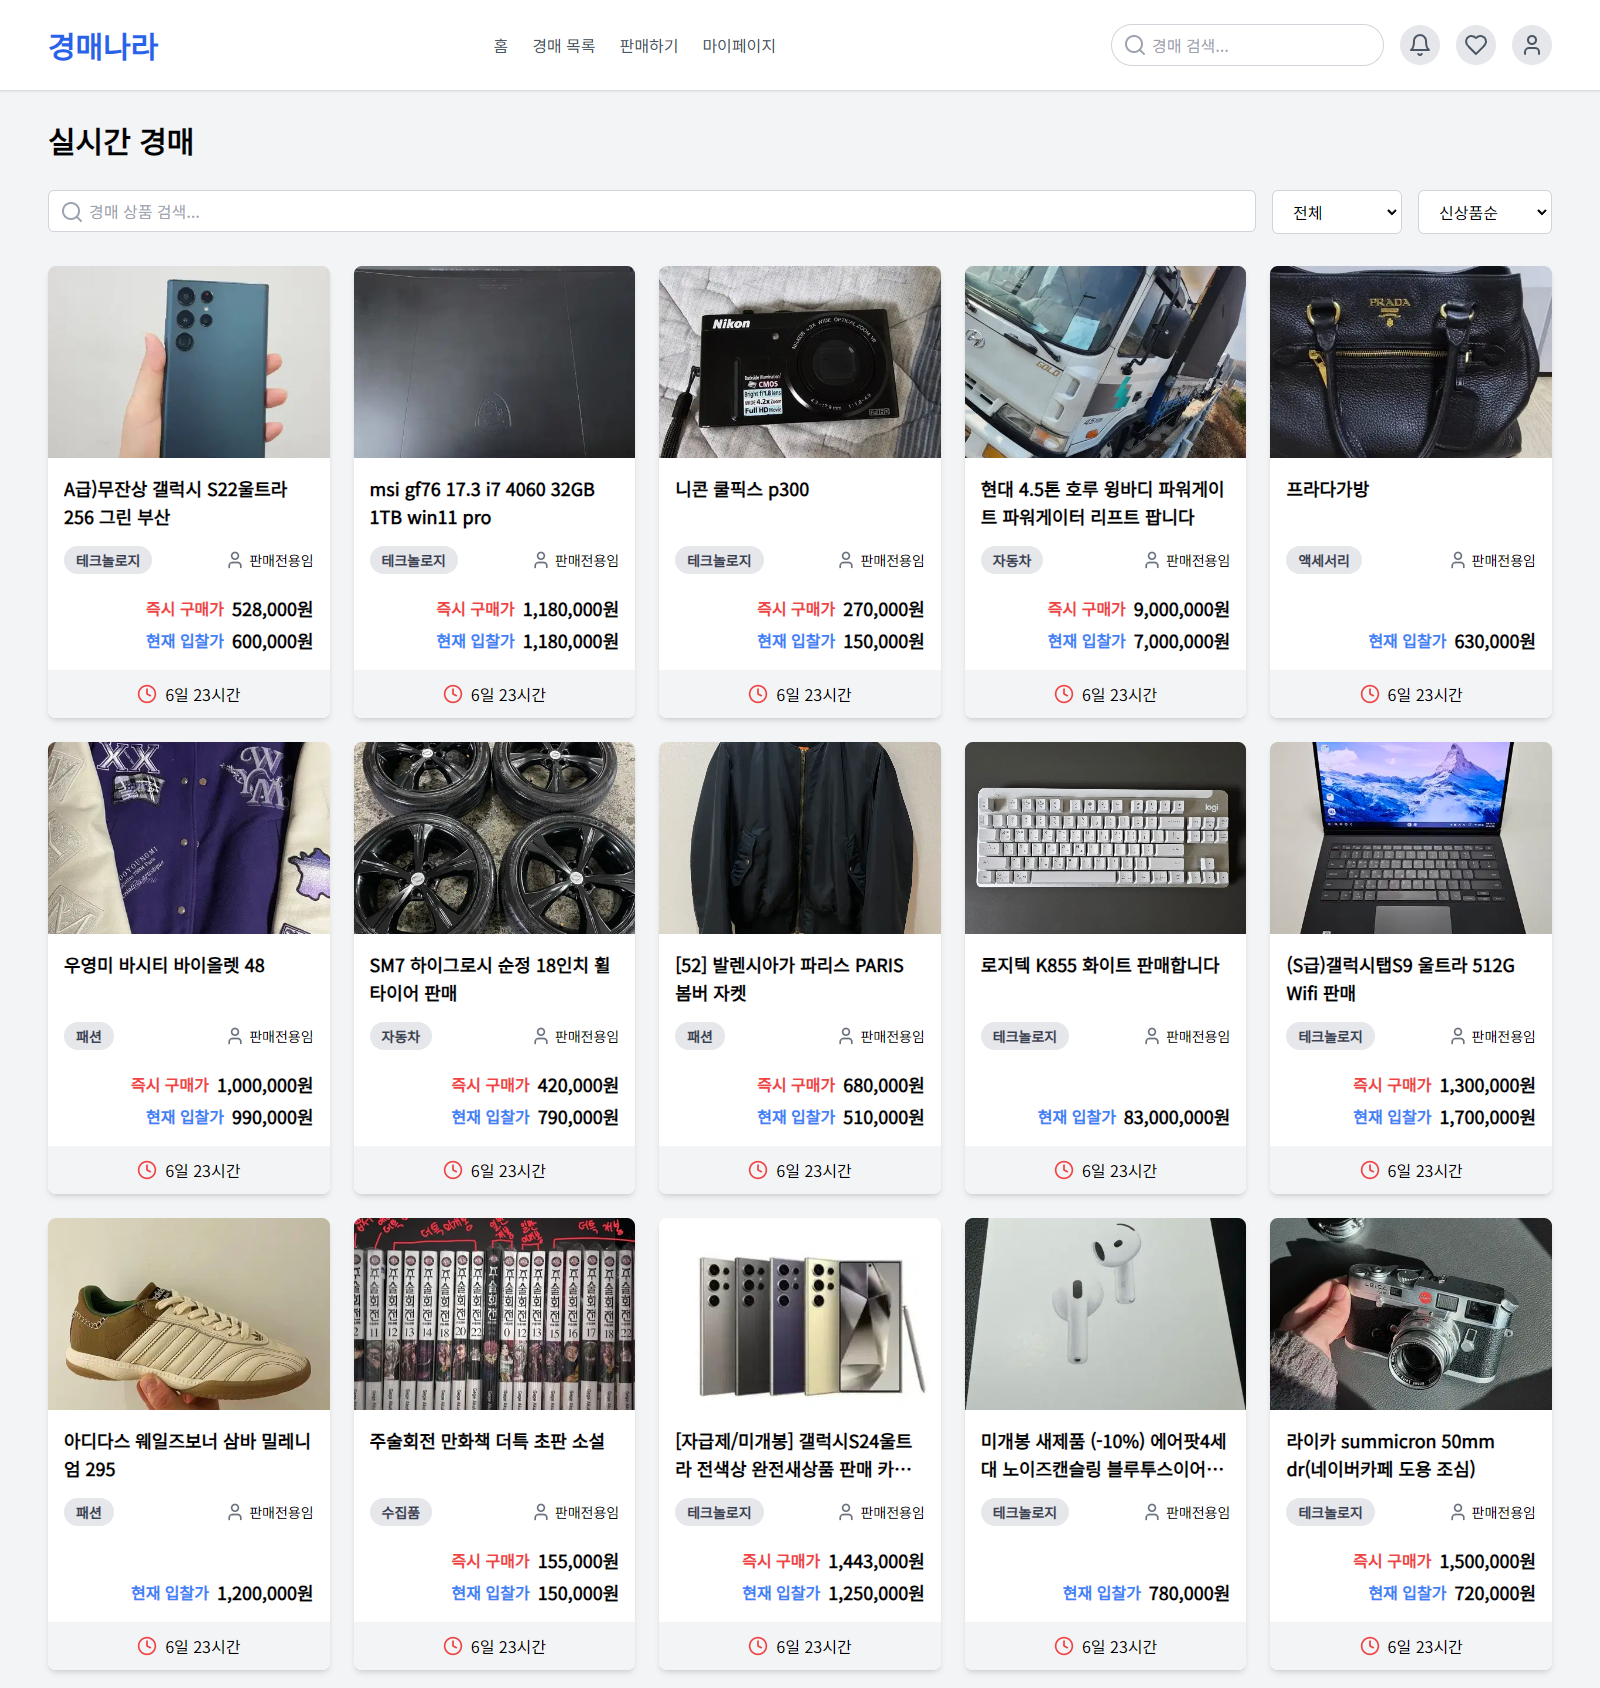 경매나라
홈 경매 목록 판매하기 마이페이지
경매 검색...
실시간 경매
경매 상품 검색...
전체
신상품순
Nikon
CMOS
Full HD
GOLD
PRADA
A급)무잔상 갤럭시 S22울트라
256 그린 부산
테크놀로지 판매전용임
즉시 구매가 528,000원
현재 입찰가 600,000원
6일 23시간
msi gf76 17.3 i7 4060 32GB
1TB win11 pro
테크놀로지 판매전용임
즉시 구매가 1,180,000원
현재 입찰가 1,180,000원
6일 23시간
니콘 쿨픽스 p300
테크놀로지 판매전용임
즉시 구매가 270,000원
현재 입찰가 150,000원
6일 23시간
현대 4.5톤 호루 윙바디 파워게이
트 파워게이터 리프트 팝니다
자동차 판매전용임
즉시 구매가 9,000,000원
현재 입찰가 7,000,000원
6일 23시간
프라다가방
액세서리 판매전용임
현재 입찰가 630,000원
6일 23시간
logi
우영미 바시티 바이올렛 48
패션 판매전용임
즉시 구매가 1,000,000원
현재 입찰가 990,000원
6일 23시간
SM7 하이그로시 순정 18인치 휠
타이어 판매
자동차 판매전용임
즉시 구매가 420,000원
현재 입찰가 790,000원
6일 23시간
[52] 발렌시아가 파리스 PARIS
봄버 자켓
패션 판매전용임
즉시 구매가 680,000원
현재 입찰가 510,000원
6일 23시간
로지텍 K855 화이트 판매합니다
테크놀로지 판매전용임
현재 입찰가 83,000,000원
6일 23시간
(S급)갤럭시탭S9 울트라 512G
Wifi 판매
테크놀로지 판매전용임
즉시 구매가 1,300,000원
현재 입찰가 1,700,000원
6일 23시간
아디다스 웨일즈보너 삼바 밀레니
엄 295
패션 판매전용임
현재 입찰가 1,200,000원
6일 23시간
주술회전 만화책 더특 초판 소설
수집품 판매전용임
즉시 구매가 155,000원
현재 입찰가 150,000원
6일 23시간
[자급제/미개봉] 갤럭시S24울트
라 전색상 완전새상품 판매 카…
테크놀로지 판매전용임
즉시 구매가 1,443,000원
현재 입찰가 1,250,000원
6일 23시간
미개봉 새제품 (-10%) 에어팟4세
대 노이즈캔슬링 블루투스이어…
테크놀로지 판매전용임
현재 입찰가 780,000원
6일 23시간
라이카 summicron 50mm
dr(네이버카페 도용 조심)
테크놀로지 판매전용임
즉시 구매가 1,500,000원
현재 입찰가 720,000원
6일 23시간